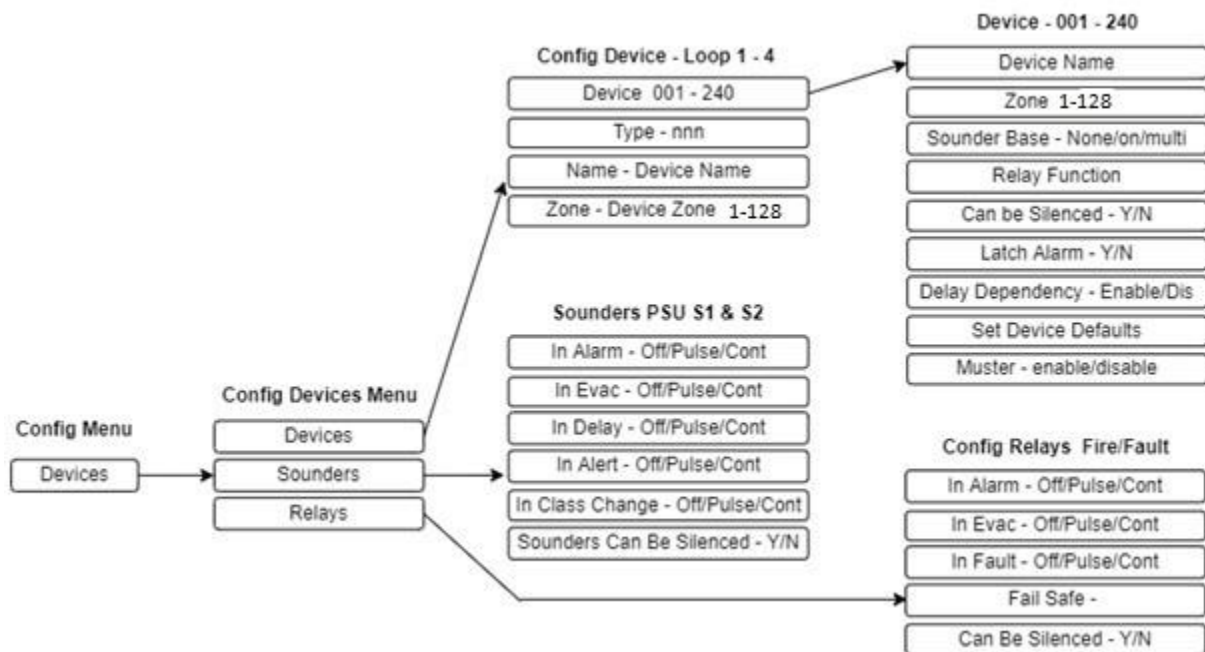 Config Menu
Devices
Config Devices Menu
Devices
Sounders
Relays
Config Device - Loop 1 - 4
Device 001 - 240
Type - nnn
Name - Device Name
Zone - Device Zone 1-128
Sounders PSU S1 & S2
In Alarm - Off/Pulse/Cont
In Evac - Off/Pulse/Cont
In Delay - Off/Pulse/Cont
In Alert - Off/Pulse/Cont
In Class Change - Off/Pulse/Cont
Sounders Can Be Silenced - Y/N
Device - 001 - 240
Device Name
Zone 1-128
Sounder Base - None/on/multi
Relay Function
Can be Silenced - Y/N
Latch Alarm - Y/N
Delay Dependency - Enable/Dis
Set Device Defaults
Muster - enable/disable
Config Relays Fire/Fault
In Alarm - Off/Pulse/Cont
In Evac - Off/Pulse/Cont
In Fault - Off/Pulse/Cont
Fail Safe -
Can Be Silenced - Y/N